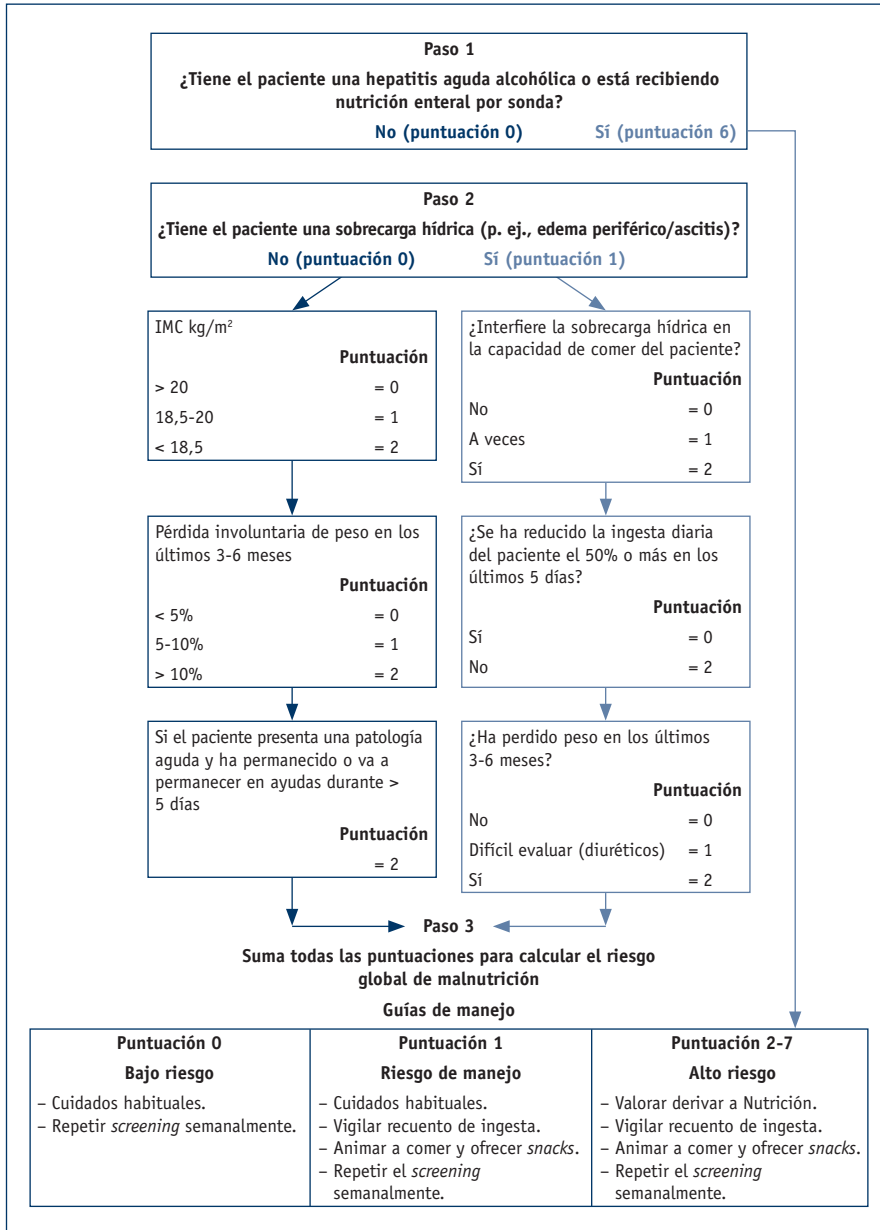 Paso 1
¿Tiene el paciente una hepatitis aguda alcohólica o está recibiendo
nutrición enteral por sonda?
No (puntuación 0) Sí (puntuación 6)
Paso 2
¿Tiene el paciente una sobrecarga hídrica (p. ej., edema periférico/ascitis)?
No (puntuación 0) Sí (puntuación 1)
IMC kg/m²
Puntuación
> 20 = 0
18,5-20 = 1
< 18,5 = 2
Pérdida involuntaria de peso en los
últimos 3-6 meses
Puntuación
< 5% = 0
5-10% = 1
> 10% = 2
Si el paciente presenta una patología
aguda y ha permanecido o va a
permanecer en ayudas durante >
5 días
Puntuación
= 2
¿Interfiere la sobrecarga hídrica en
la capacidad de comer del paciente?
Puntuación
No = 0
A veces = 1
Sí = 2
¿Se ha reducido la ingesta diaria
del paciente el 50% o más en los
últimos 5 días?
Puntuación
Sí = 0
No = 2
¿Ha perdido peso en los últimos
3-6 meses?
Puntuación
No = 0
Difícil evaluar (diuréticos) = 1
Sí = 2
Paso 3
Suma todas las puntuaciones para calcular el riesgo
global de malnutrición
Guías de manejo
Puntuación 0
Bajo riesgo
– Cuidados habituales.
– Repetir screening semanalmente.
Puntuación 1
Riesgo de manejo
– Cuidados habituales.
– Vigilar recuento de ingesta.
– Animar a comer y ofrecer snacks.
– Repetir el screening
semanalmente.
Puntuación 2-7
Alto riesgo
– Valorar derivar a Nutrición.
– Vigilar recuento de ingesta.
– Animar a comer y ofrecer snacks.
– Repetir el screening
semanalmente.